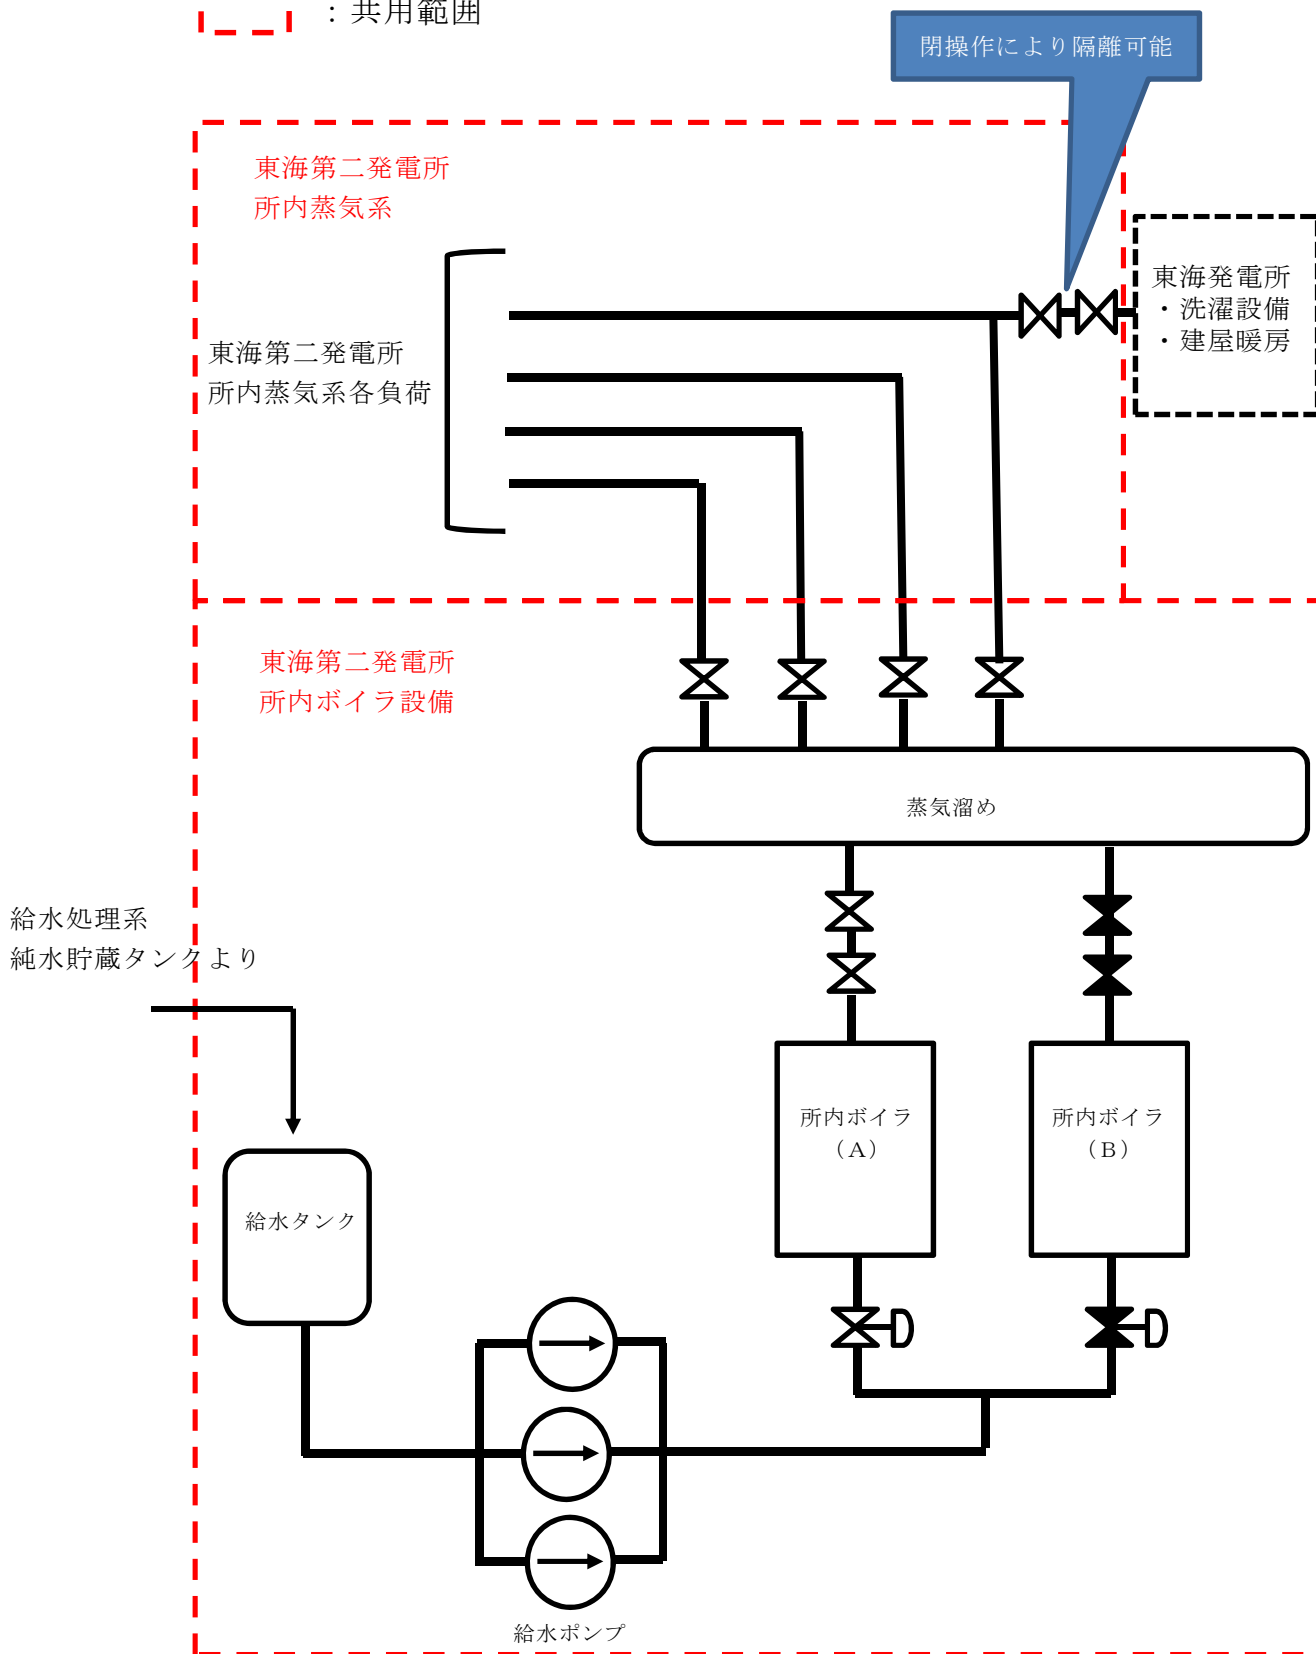 ：共用範囲
閉操作により隔離可能
東海第二発電所
所内蒸気系
東海発電所
・洗濯設備
・建屋暖房
東海第二発電所
所内蒸気系各負荷
東海第二発電所
所内ボイラ設備
蒸気溜め
給水処理系
純水貯蔵タンクより
所内ボイラ
（A）
所内ボイラ
（B）
給水タンク
給水ポンプ